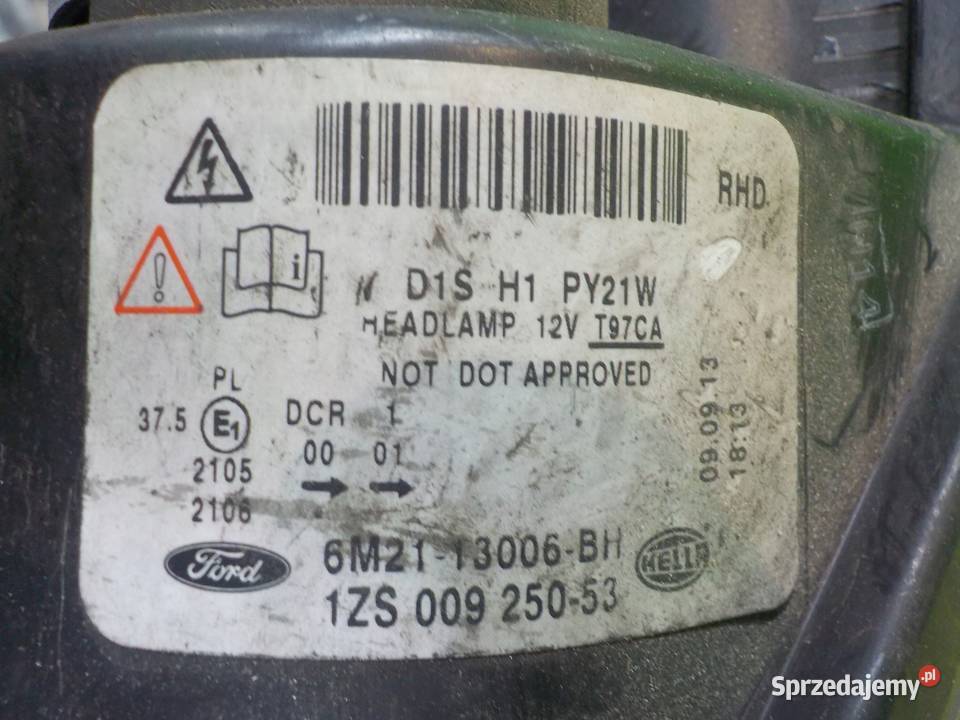 RHD
i
D1S H1 PY21W
HEADLAMP 12V T97CA
NOT DOT APPROVED
PL
37.5 E1 DCR 1
00 01
2105
2106
09.09.13
18:13
Ford 6M21-13006-BH HELLA
1ZS 009 250-53
Sprzedajemy.pl